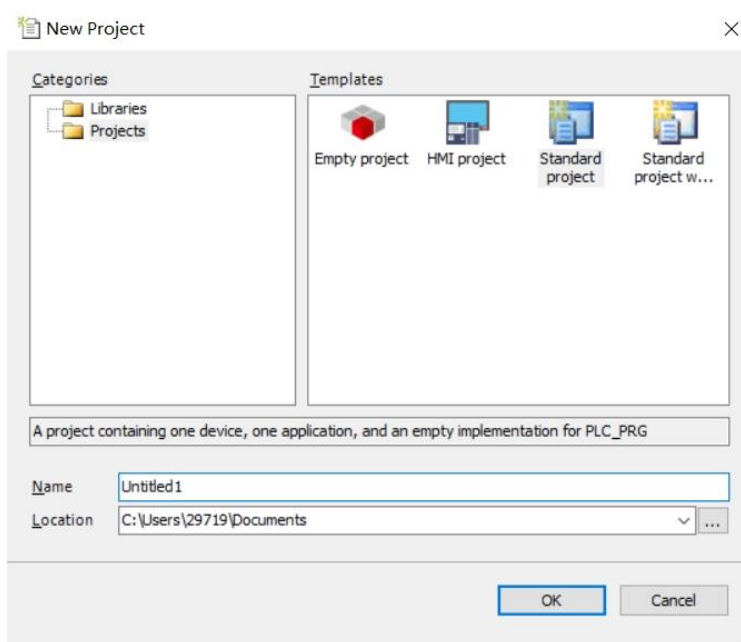 New Project
Categories
Libraries
Projects
Templates
Empty project
HMI project
Standard
project
Standard
project w...
A project containing one device, one application, and an empty implementation for PLC_PRG
Name
Untitled1
Location
C:\Users\29719\Documents
...
OK
Cancel